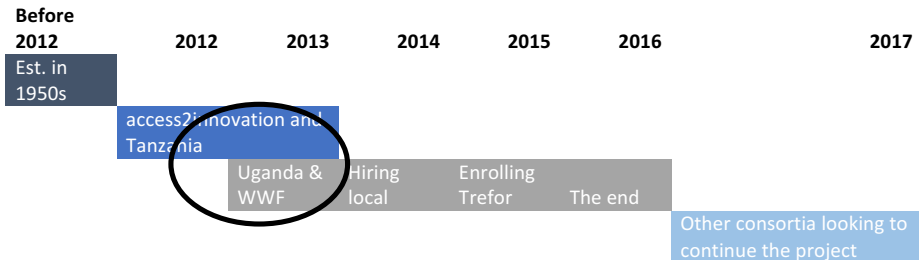 Before
2012 2012 2013 2014 2015 2016 2017
Est. in
1950s
access2innovation and
Tanzania
Uganda & Hiring Enrolling
WWF local Trefor The end
Other consortia looking to
continue the project